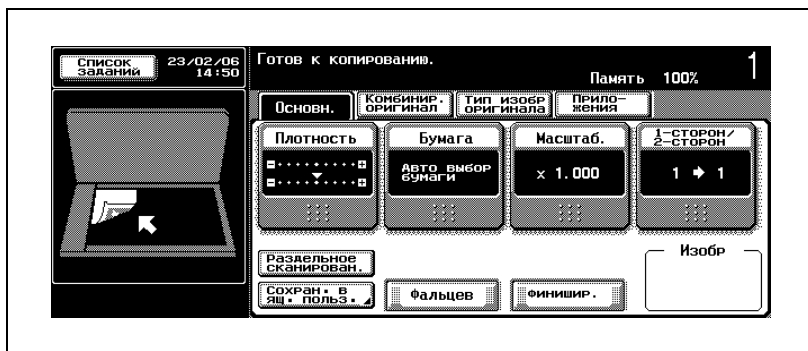 Список
заданий
23/02/06
14:50
Готов к копированию.
Память 100%
1
Основн.
Комбинир.
оригинал
Тип изобр
оригинала
Прило-
жения
Плотность
Бумага
Авто выбор
бумаги
Масштаб.
× 1.000
1-сторон/
2-сторон
1 ➧ 1
Раздельное
сканирован.
Сохран. в
ящ. польз.
Фальцев
Финишир.
Изобр